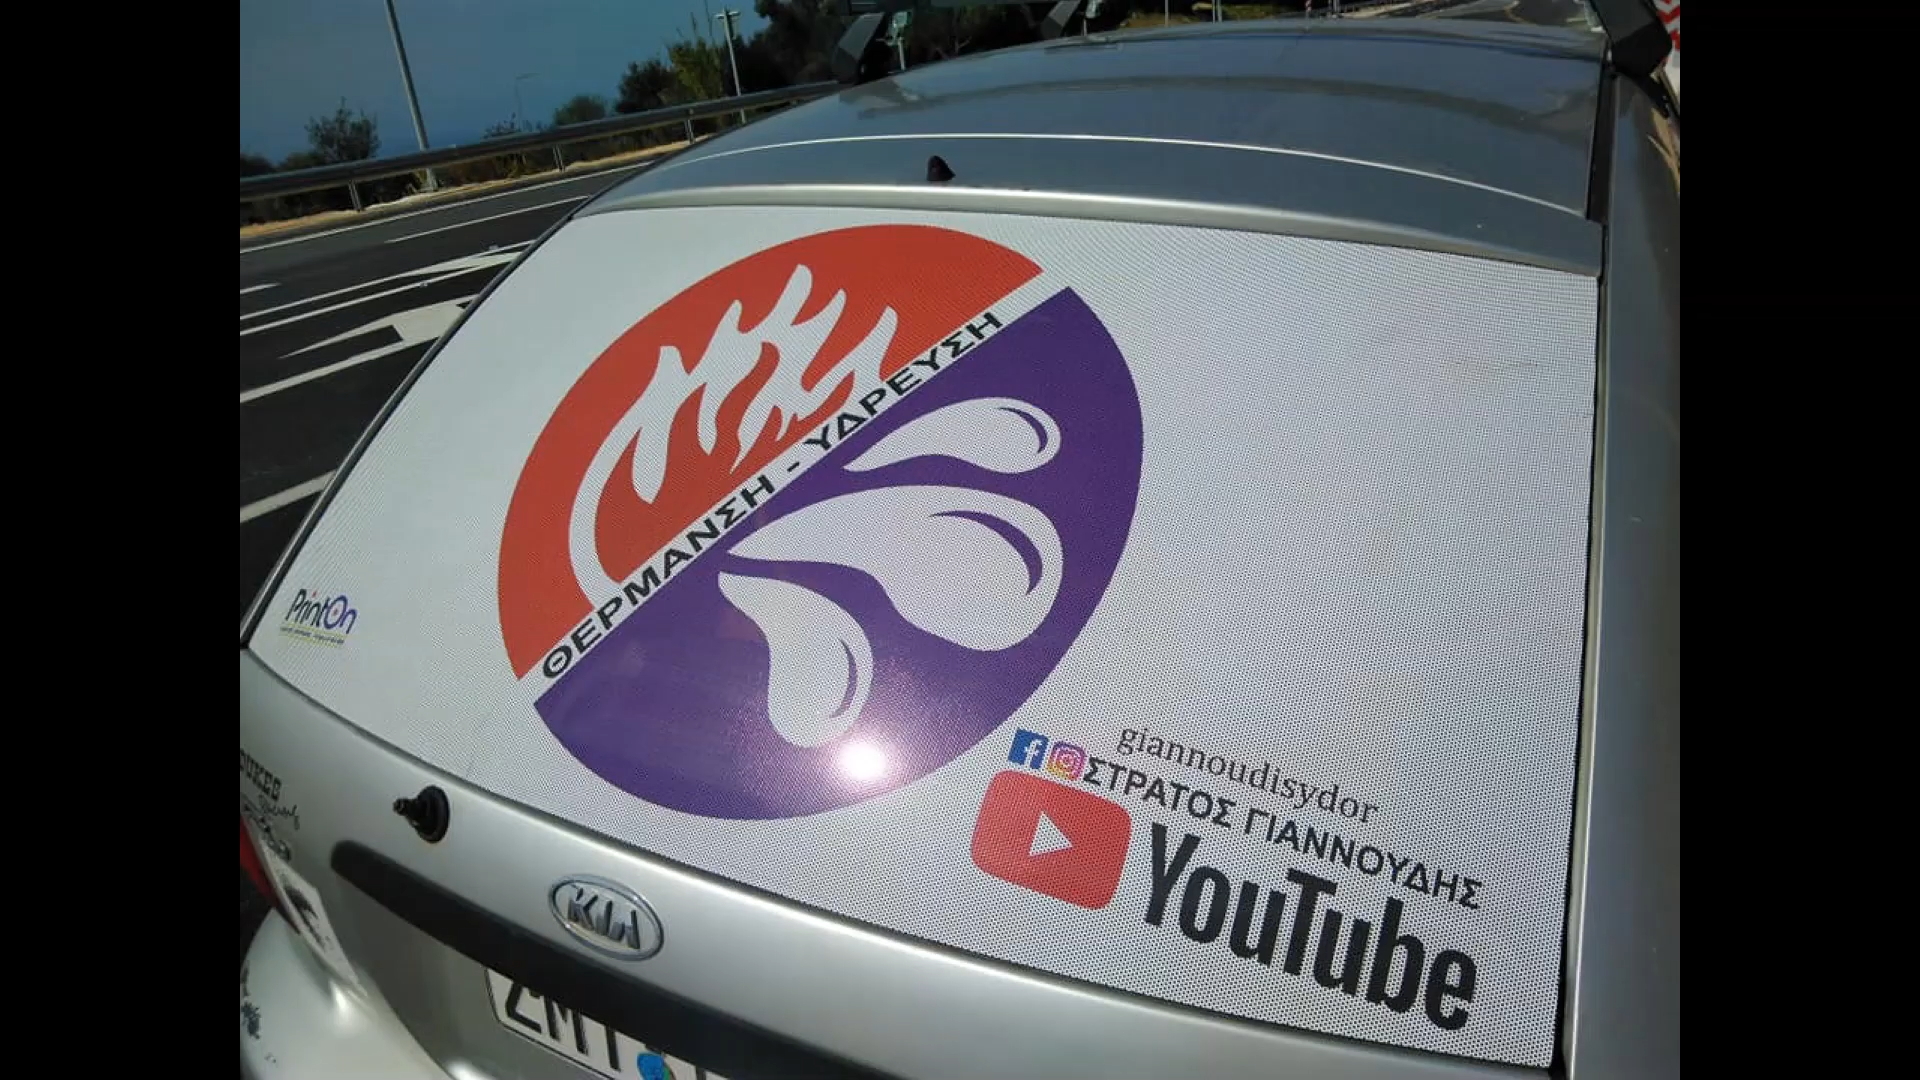 ΘΕΡΜΑΝΣΗ - ΥΔΡΕΥΣΗ
PrintOn
giannoudisydor
ΣΤΡΑΤΟΣ ΓΙΑΝΝΟΥΔΗΣ
YouTube
KIA